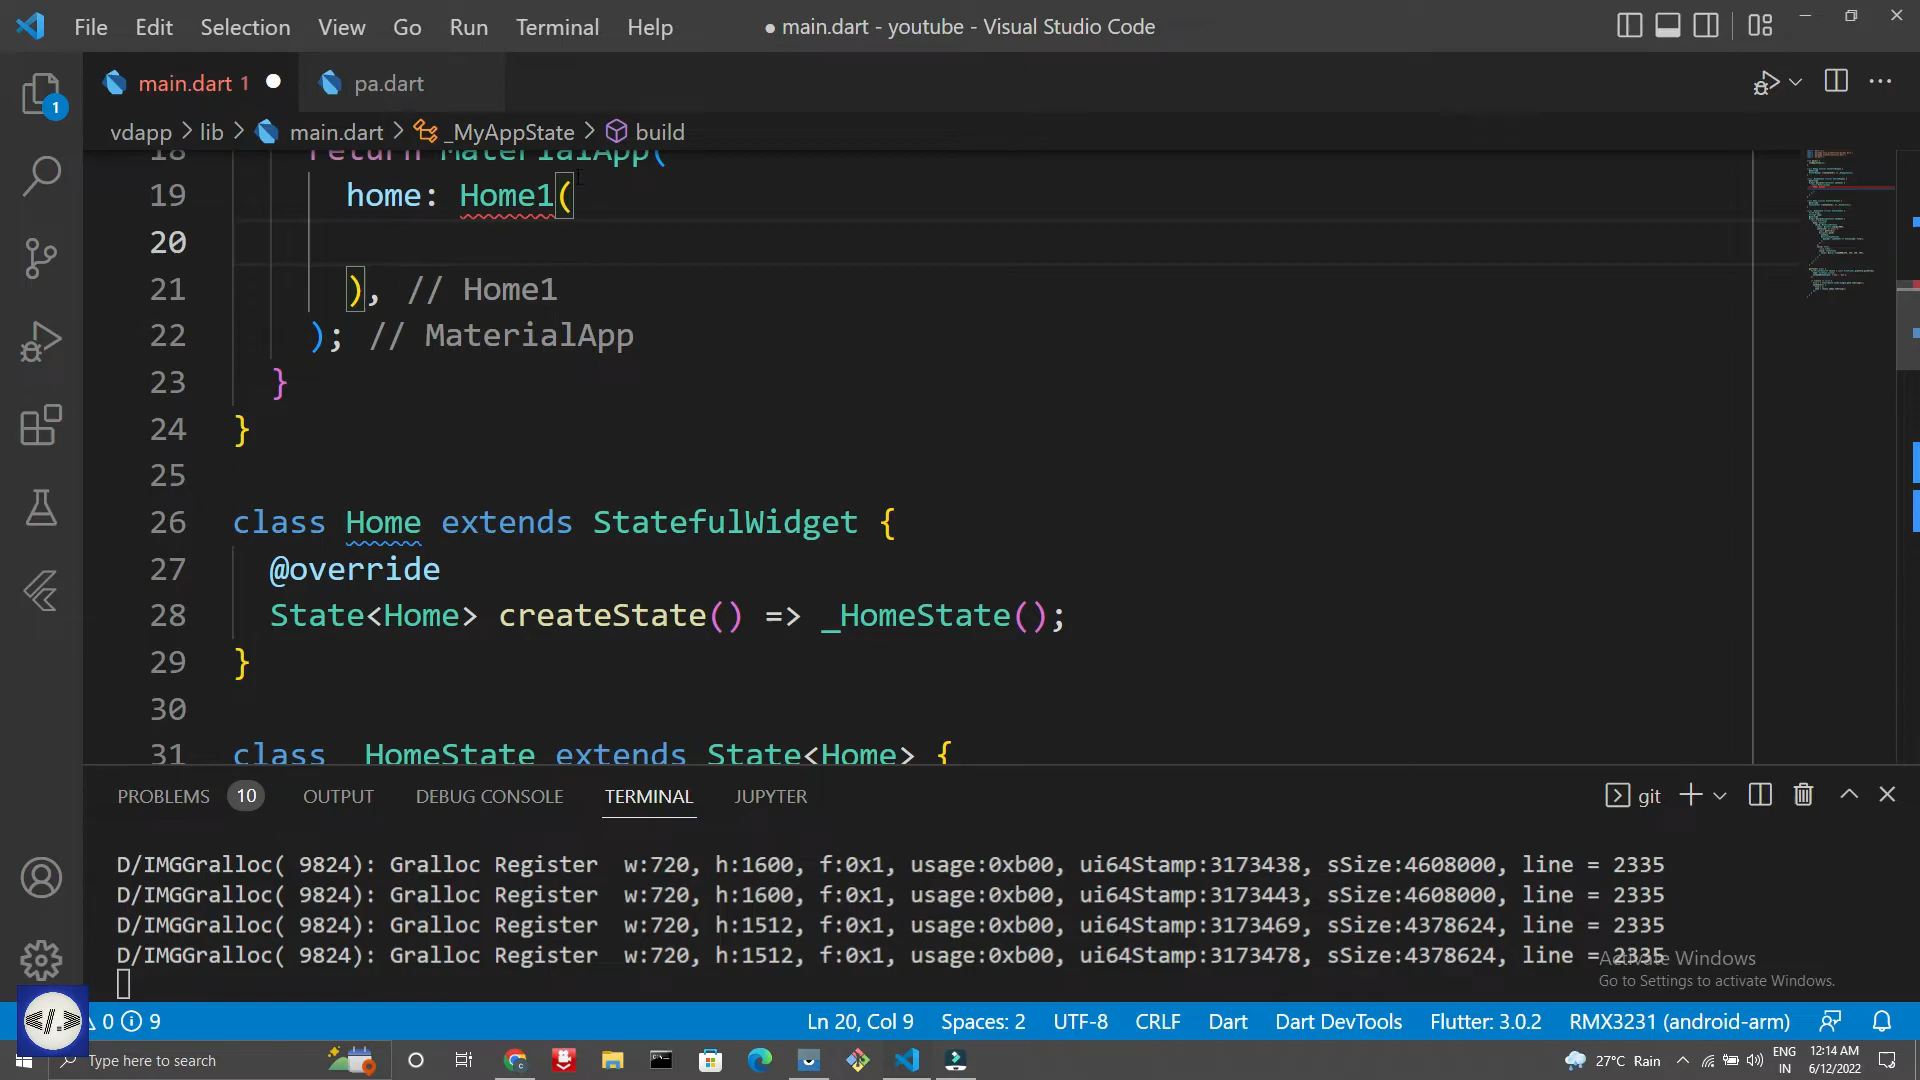 File Edit Selection View Go Run Terminal Help ● main.dart - youtube - Visual Studio Code
main.dart 1 pa.dart
1
vdapp > lib > main.dart > _MyAppState > build
18 return MaterialApp(
19 home: Home1(
20
21 ), // Home1
22 ); // MaterialApp
23 }
24 }
25
26 class Home extends StatefulWidget {
27 @override
28 State<Home> createState() => _HomeState();
29 }
30
31 class _HomeState extends State<Home> {
PROBLEMS 10 OUTPUT DEBUG CONSOLE TERMINAL JUPYTER git
D/IMGGralloc( 9824): Gralloc Register w:720, h:1600, f:0x1, usage:0xb00, ui64Stamp:3173438, sSize:4608000, line = 2335
D/IMGGralloc( 9824): Gralloc Register w:720, h:1600, f:0x1, usage:0xb00, ui64Stamp:3173443, sSize:4608000, line = 2335
D/IMGGralloc( 9824): Gralloc Register w:720, h:1512, f:0x1, usage:0xb00, ui64Stamp:3173469, sSize:4378624, line = 2335
D/IMGGralloc( 9824): Gralloc Register w:720, h:1512, f:0x1, usage:0xb00, ui64Stamp:3173478, sSize:4378624, line = 2335
Activate Windows
Go to Settings to activate Windows.
</.> 0 9 Ln 20, Col 9 Spaces: 2 UTF-8 CRLF Dart Dart DevTools Flutter: 3.0.2 RMX3231 (android-arm)
Type here to search 27°C Rain ENG IN 12:14 AM 6/12/2022